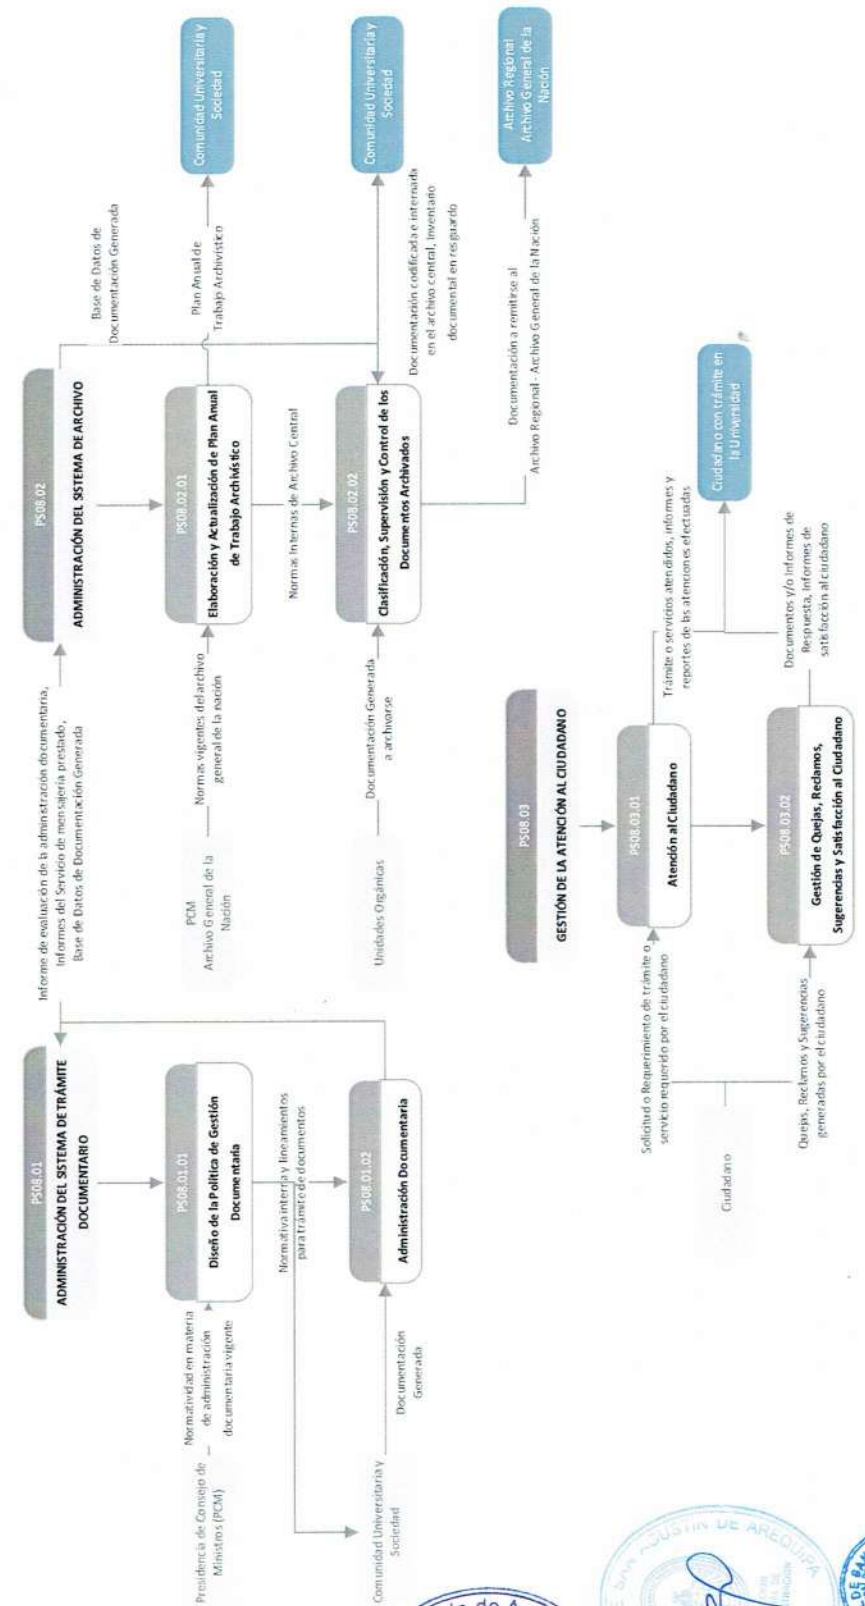 PS08.01
ADMINISTRACIÓN DEL SISTEMA DE TRÁMITE
DOCUMENTARIO
Presidencia de Consejo de
Ministros (PCM)
Normatividad en materia
de administración
documentaria vigente
PS08.01.01
Diseño de la Política de Gestión
Documentaria
Normativa interna y lineamientos
para trámite de documentos
Comunidad Universitaria y
Sociedad
Documentación
Generada
PS08.01.02
Administración Documentaria
Informe de evaluación de la administración documentaria,
Informes del Servicio de mensajería prestado,
Base de Datos de Documentación Generada
PS08.02
ADMINISTRACIÓN DEL SISTEMA DE ARCHIVO
Base de Datos de
Documentación Generada
PCM
Archivo General de la
Nación
Normas vigentes del archivo
general de la nación
PS08.02.01
Elaboración y Actualización de Plan Anual
de Trabajo Archivístico
Plan Anual de
Trabajo Archivístico
Comunidad Universitaria y
Sociedad
Normas Internas de Archivo Central
Unidades Orgánicas
Documentación Generada
a archivarse
PS08.02.02
Clasificación, Supervisión y Control de los
Documentos Archivados
Documentación codificada e internada
en el archivo central, Inventario
documental en resguardo
Comunidad Universitaria y
Sociedad
Documentación a remitirse al
Archivo Regional - Archivo General de la Nación
Archivo Regional
Archivo General de la
Nación
PS08.03
GESTIÓN DE LA ATENCIÓN AL CIUDADANO
Ciudadano
Solicitud o Requerimiento de trámite o
servicio requerido por el ciudadano
PS08.03.01
Atención al Ciudadano
Trámite o servicios atendidos, informes y
reportes de las atenciones efectuadas
Ciudadano con trámite en
la Universidad
Quejas, Reclamos y Sugerencias
generadas por el ciudadano
PS08.03.02
Gestión de Quejas, Reclamos,
Sugerencias y Satisfacción al Ciudadano
Documentos y/o Informes de
Respuesta, Informes de
satisfacción al ciudadano
SAN AGUSTIN DE AREQUIPA